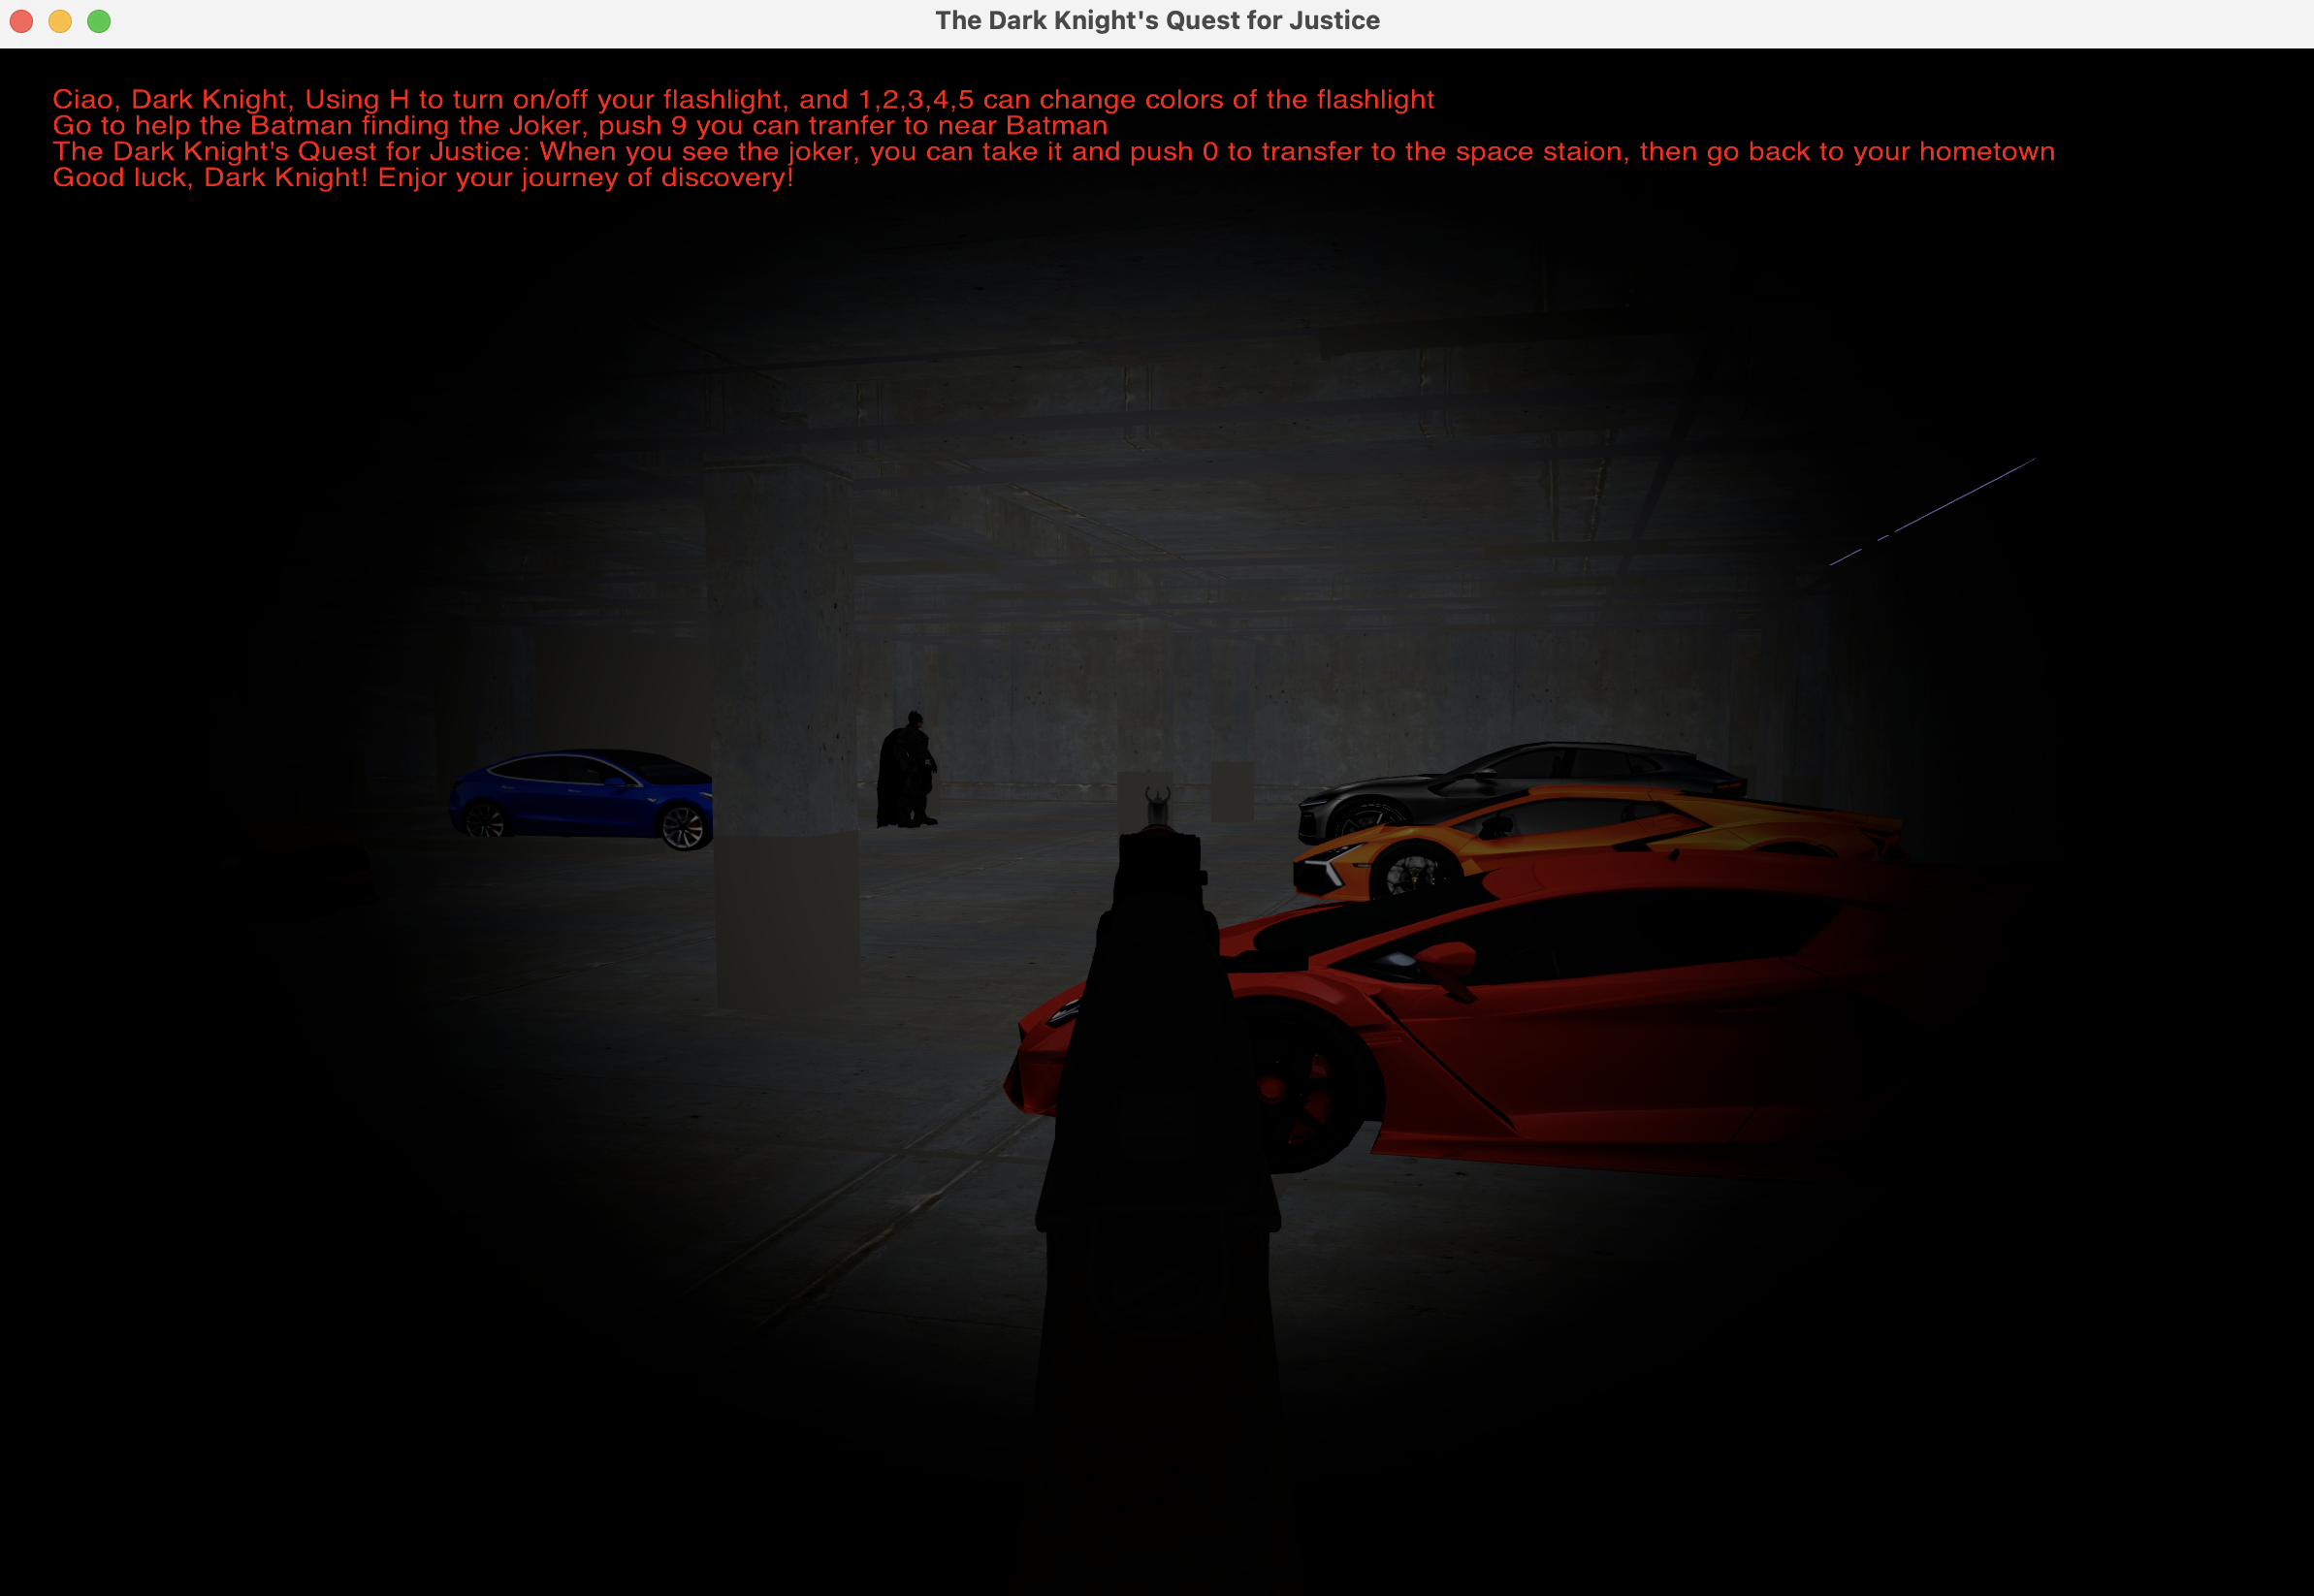 The Dark Knight's Quest for Justice
Ciao, Dark Knight, Using H to turn on/off your flashlight, and 1,2,3,4,5 can change colors of the flashlight
Go to help the Batman finding the Joker, push 9 you can tranfer to near Batman
The Dark Knight's Quest for Justice: When you see the joker, you can take it and push 0 to transfer to the space staion, then go back to your hometown
Good luck, Dark Knight! Enjor your journey of discovery!